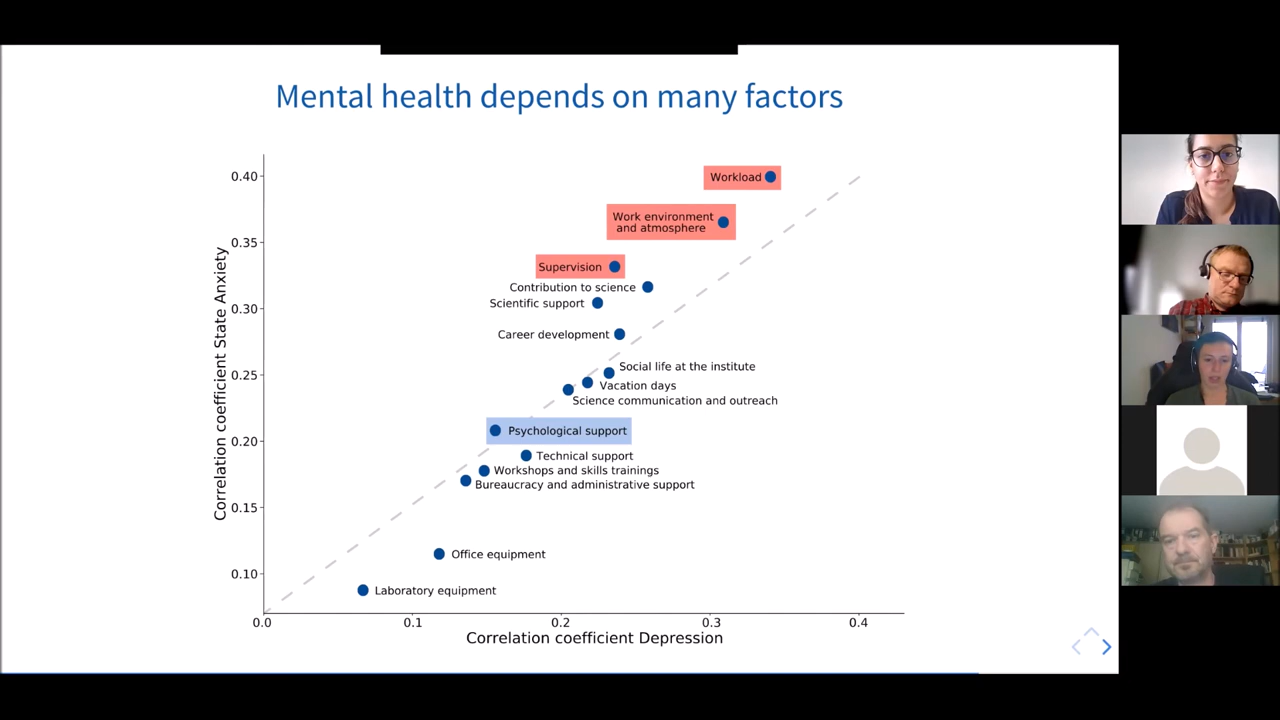 Mental health depends on many factors
Correlation coefficient State Anxiety
0.40
0.35
0.30
0.25
0.20
0.15
0.10
Workload
Work environment
and atmosphere
Supervision
Contribution to science
Scientific support
Career development
Social life at the institute
Vacation days
Science communication and outreach
Psychological support
Technical support
Workshops and skills trainings
Bureaucracy and administrative support
Office equipment
Laboratory equipment
0.0
0.1
0.2
0.3
0.4
Correlation coefficient Depression